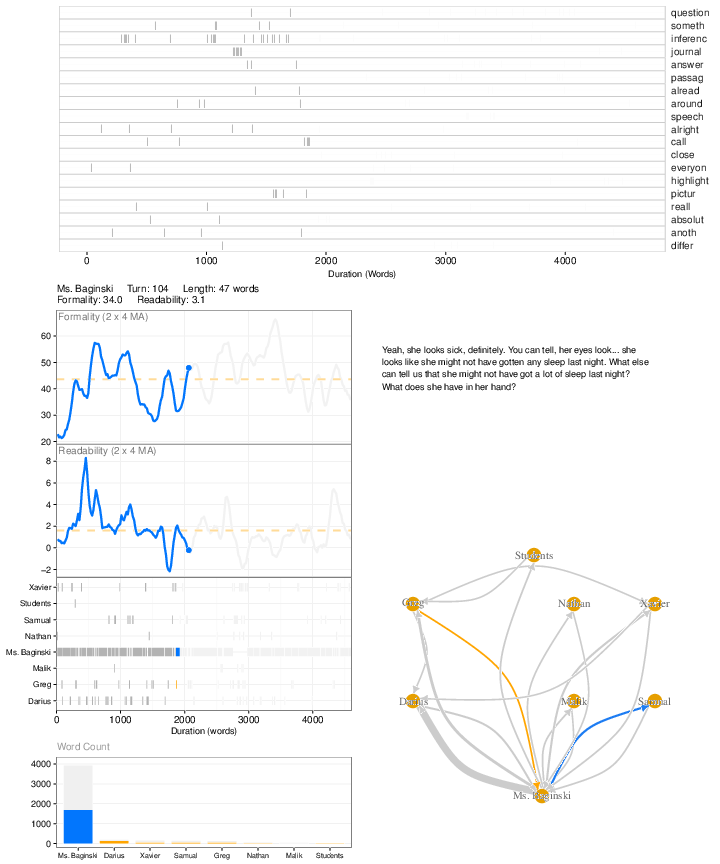 question
someth
inferenc
journal
answer
passag
alread
around
speech
alright
call
close
everyon
highlight
pictur
reall
absolut
anoth
differ
0 1000 2000 3000 4000
Duration (Words)
Ms. Baginski Turn: 104 Length: 47 words
Formality: 34.0 Readability: 3.1
Formality (2 x 4 MA)
60
50
40
30
20
Yeah, she looks sick, definitely. You can tell, her eyes look... she
looks like she might not have gotten any sleep last night. What else
can tell us that she might not have got a lot of sleep last night?
What does she have in her hand?
Readability (2 x 4 MA)
8
6
4
2
0
−2
Xavier
Students
Samual
Nathan
Ms. Baginski
Malik
Greg
Darius
0 1000 2000 3000 4000
Duration (words)
Students
Greg Nathan Xavier
Darius Malik Samual
Ms. Baginski
Word Count
4000
3000
2000
1000
0
Ms. Baginski Darius Xavier Samual Greg Nathan Malik Students